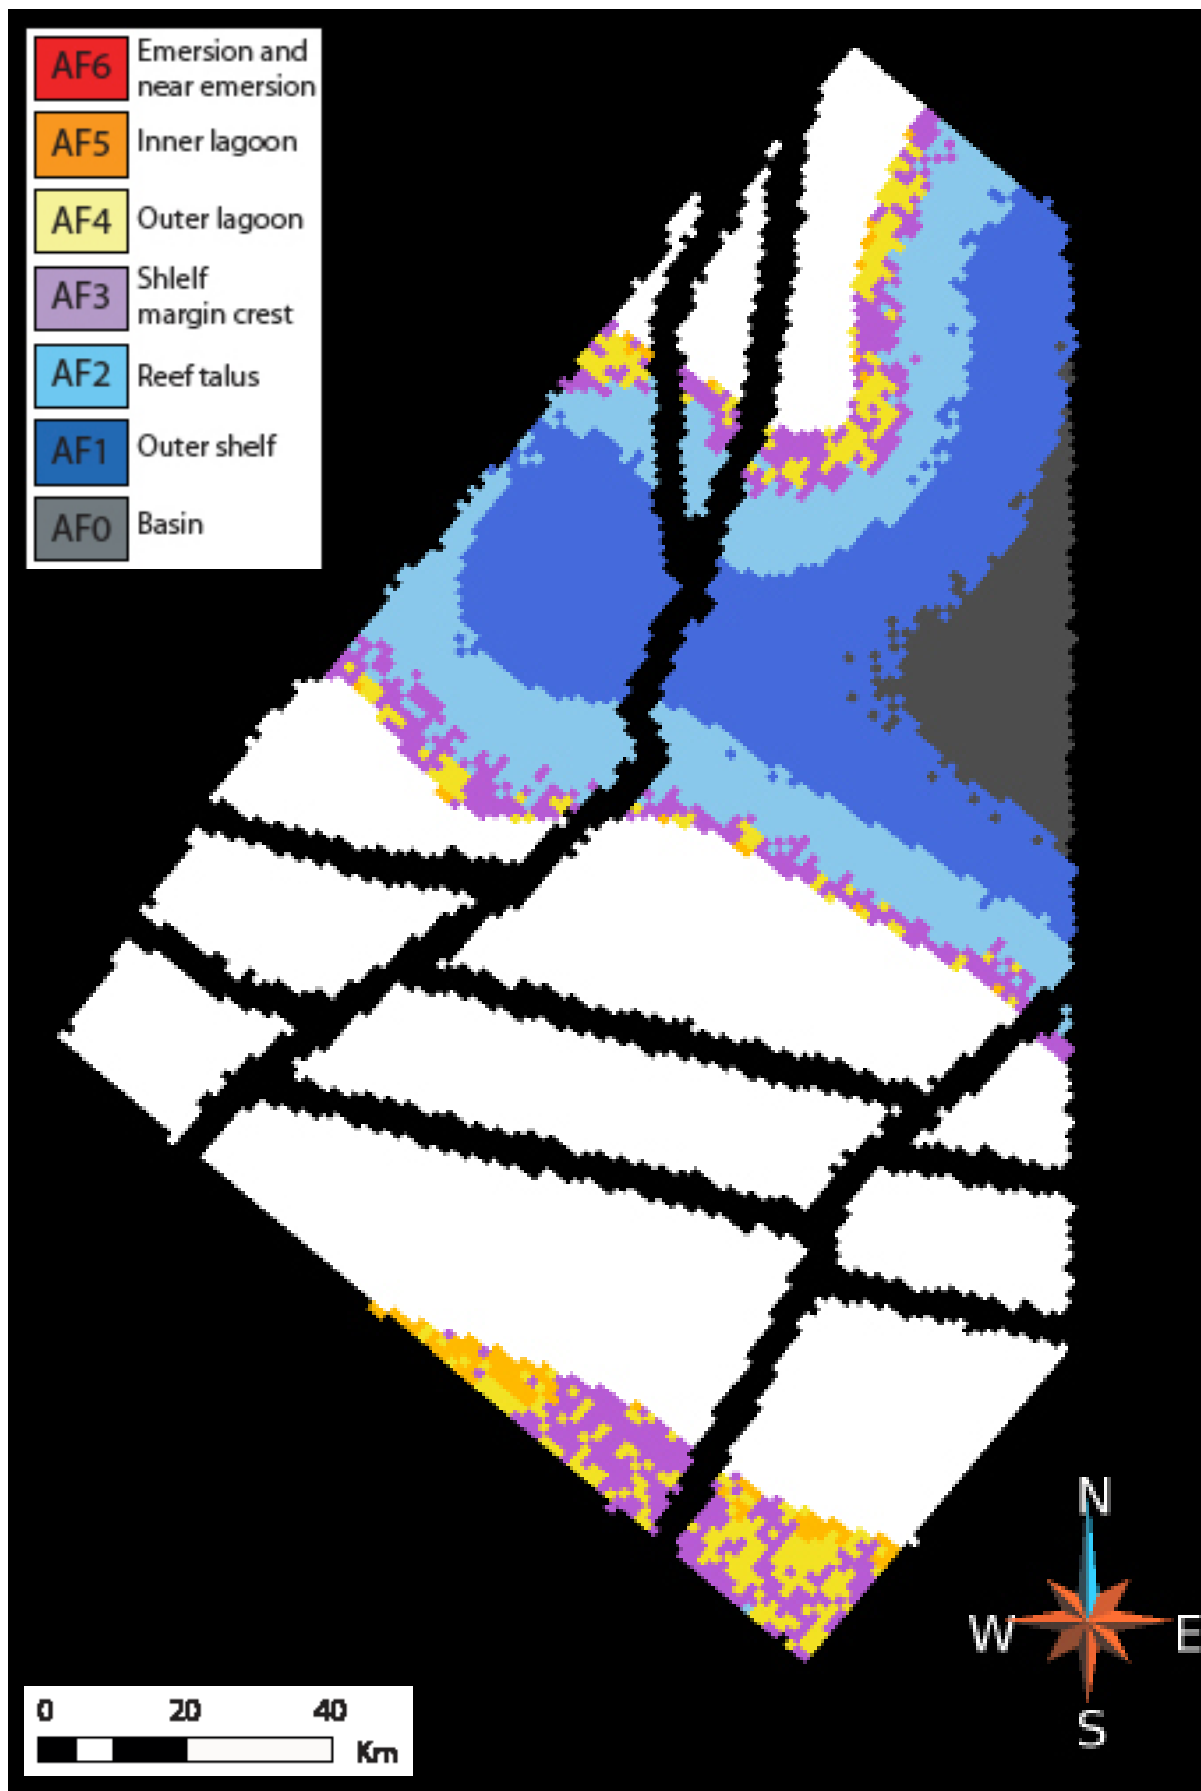 AF6 Emersion and
near emersion
AF5 Inner lagoon
AF4 Outer lagoon
AF3 Shlelf
margin crest
AF2 Reef talus
AF1 Outer shelf
AF0 Basin
N
W E
S
0 20 40
Km